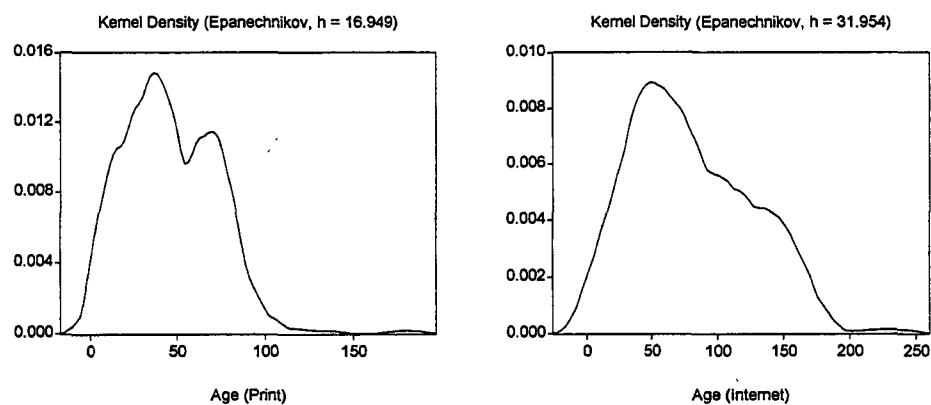 Kernel Density (Epanechnikov, h = 16.949)
0.016
0.012
0.008
0.004
0.000
0 50 100 150
Age (Print)
Kernel Density (Epanechnikov, h = 31.954)
0.010
0.008
0.006
0.004
0.002
0.000
0 50 100 150 200 250
Age (Internet)